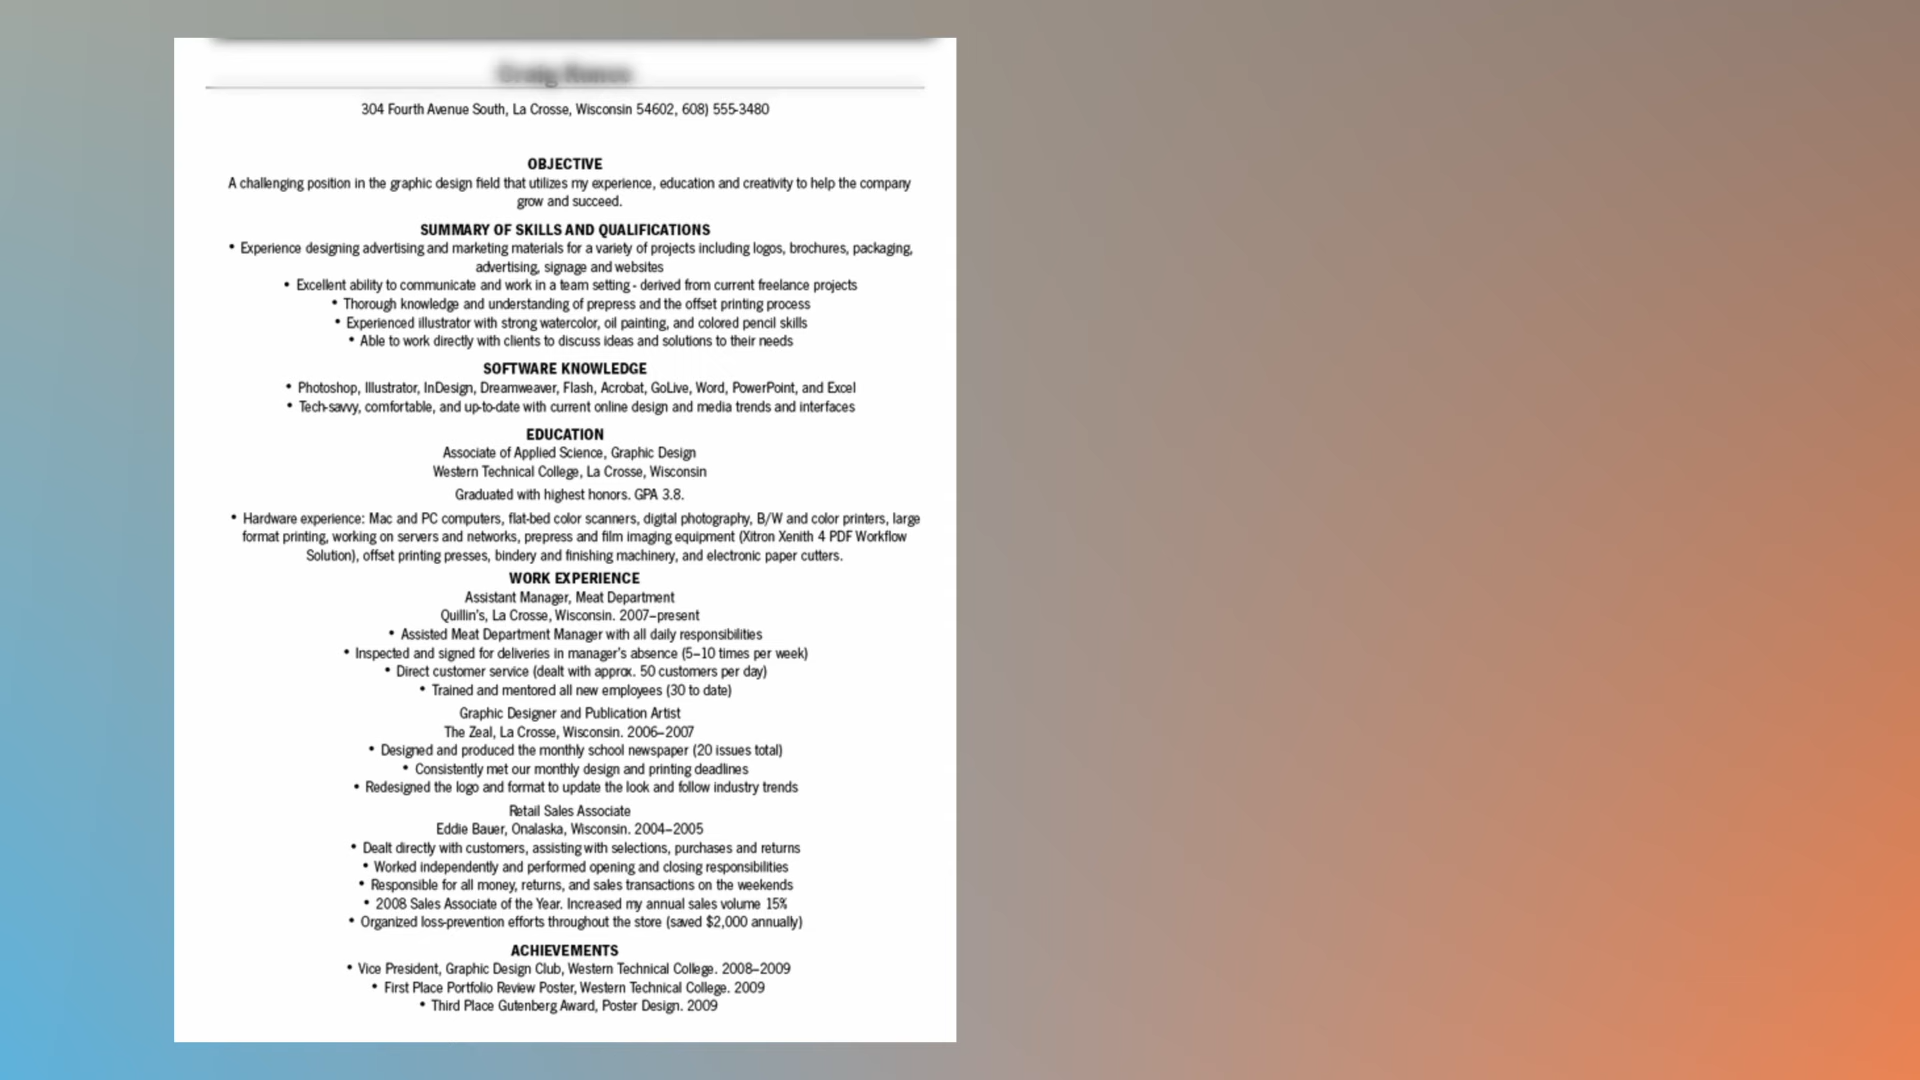 304 Fourth Avenue South, La Crosse, Wisconsin 54602, 608) 555-3480
OBJECTIVE
A challenging position in the graphic design field that utilizes my experience, education and creativity to help the company
grow and succeed.
SUMMARY OF SKILLS AND QUALIFICATIONS
• Experience designing advertising and marketing materials for a variety of projects including logos, brochures, packaging,
advertising, signage and websites
• Excellent ability to communicate and work in a team setting - derived from current freelance projects
• Thorough knowledge and understanding of prepress and the offset printing process
• Experienced illustrator with strong watercolor, oil painting, and colored pencil skills
• Able to work directly with clients to discuss ideas and solutions to their needs
SOFTWARE KNOWLEDGE
• Photoshop, Illustrator, InDesign, Dreamweaver, Flash, Acrobat, GoLive, Word, PowerPoint, and Excel
• Tech-savvy, comfortable, and up-to-date with current online design and media trends and interfaces
EDUCATION
Associate of Applied Science, Graphic Design
Western Technical College, La Crosse, Wisconsin
Graduated with highest honors. GPA 3.8.
• Hardware experience: Mac and PC computers, flat-bed color scanners, digital photography, B/W and color printers, large
format printing, working on servers and networks, prepress and film imaging equipment (Xitron Xenith 4 PDF Workflow
Solution), offset printing presses, bindery and finishing machinery, and electronic paper cutters.
WORK EXPERIENCE
Assistant Manager, Meat Department
Quillin's, La Crosse, Wisconsin. 2007–present
• Assisted Meat Department Manager with all daily responsibilities
• Inspected and signed for deliveries in manager's absence (5–10 times per week)
• Direct customer service (dealt with approx. 50 customers per day)
• Trained and mentored all new employees (30 to date)
Graphic Designer and Publication Artist
The Zeal, La Crosse, Wisconsin. 2006–2007
• Designed and produced the monthly school newspaper (20 issues total)
• Consistently met our monthly design and printing deadlines
• Redesigned the logo and format to update the look and follow industry trends
Retail Sales Associate
Eddie Bauer, Onalaska, Wisconsin. 2004–2005
• Dealt directly with customers, assisting with selections, purchases and returns
• Worked independently and performed opening and closing responsibilities
• Responsible for all money, returns, and sales transactions on the weekends
• 2008 Sales Associate of the Year. Increased my annual sales volume 15%
• Organized loss-prevention efforts throughout the store (saved $2,000 annually)
ACHIEVEMENTS
• Vice President, Graphic Design Club, Western Technical College. 2008–2009
• First Place Portfolio Review Poster, Western Technical College. 2009
• Third Place Gutenberg Award, Poster Design. 2009